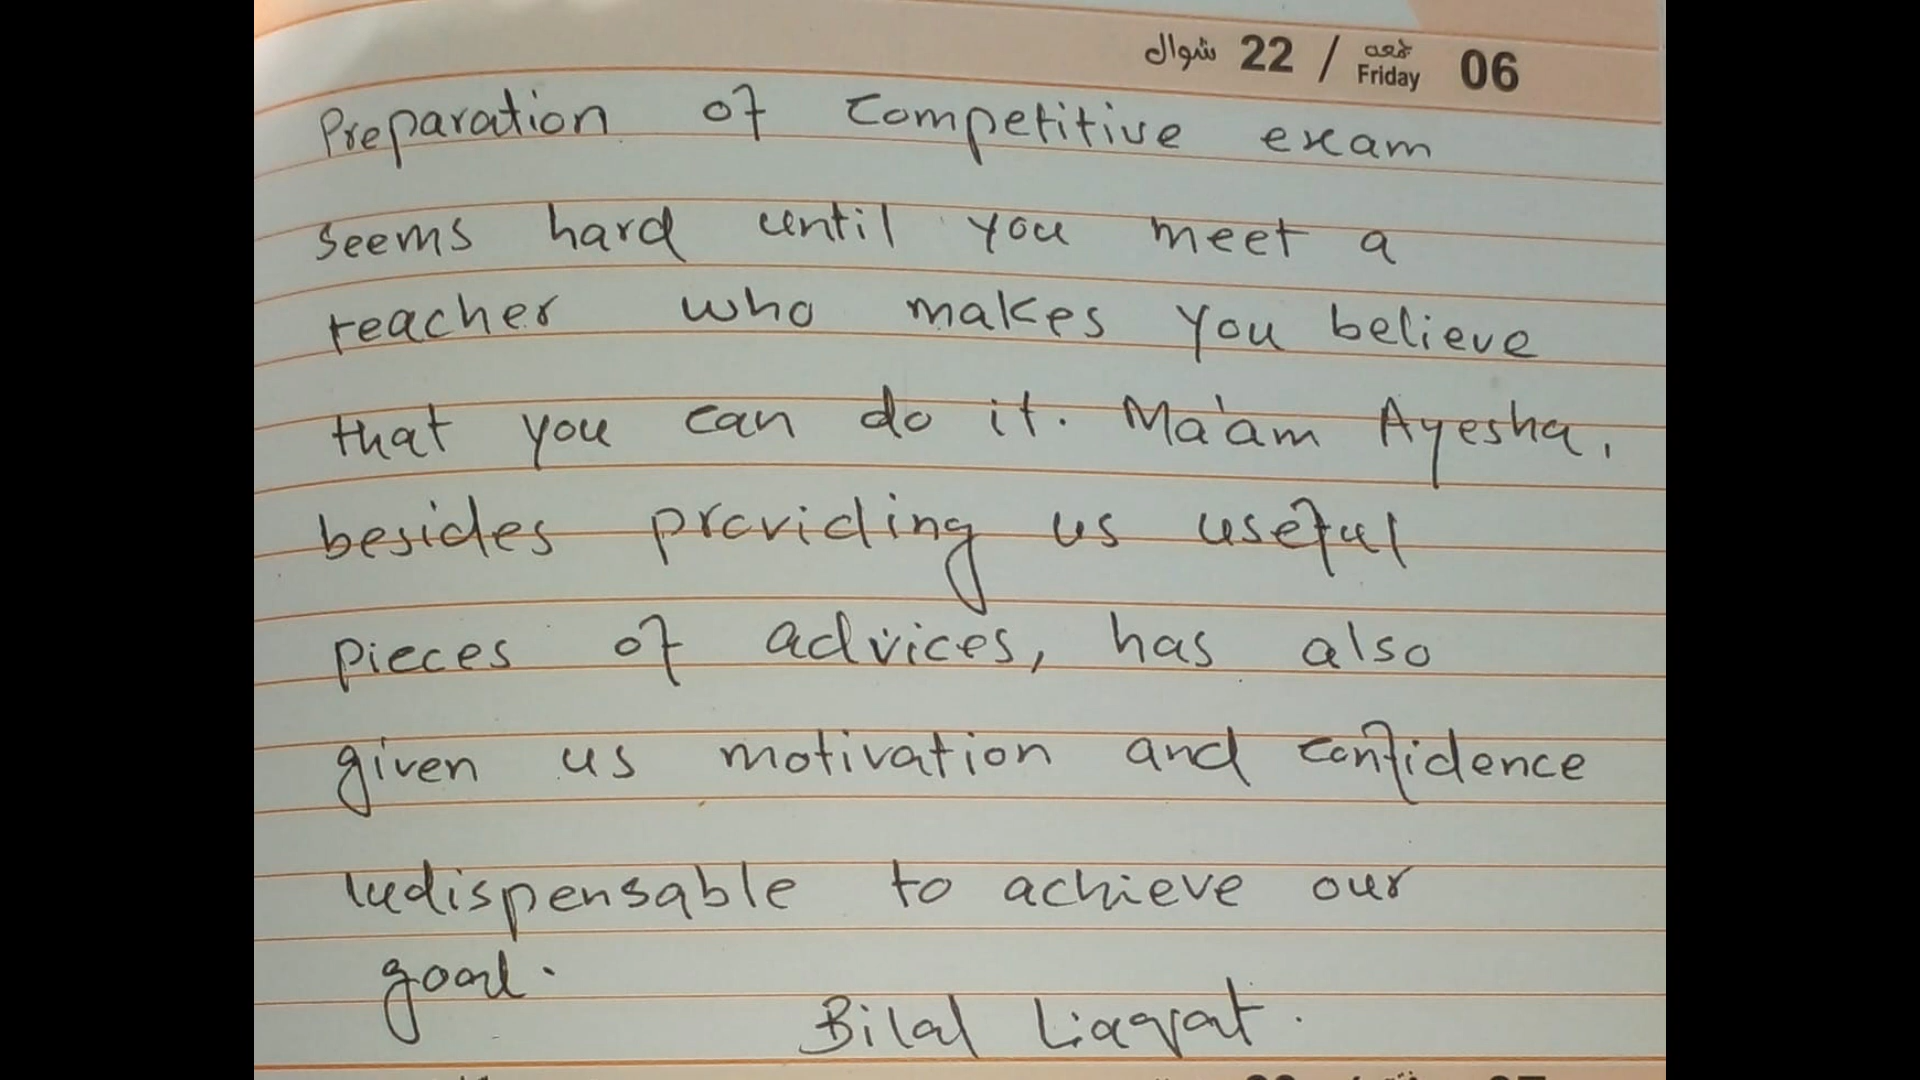 شوال 22 / جمعه Friday 06
Preparation of competitive exam
seems hard until you meet a
teacher who makes you believe
that you can do it. Ma'am Ayesha,
besides providing us useful
pieces of advices, has also
given us motivation and confidence
indispensable to achieve our
goal.
Bilal Liaqat.